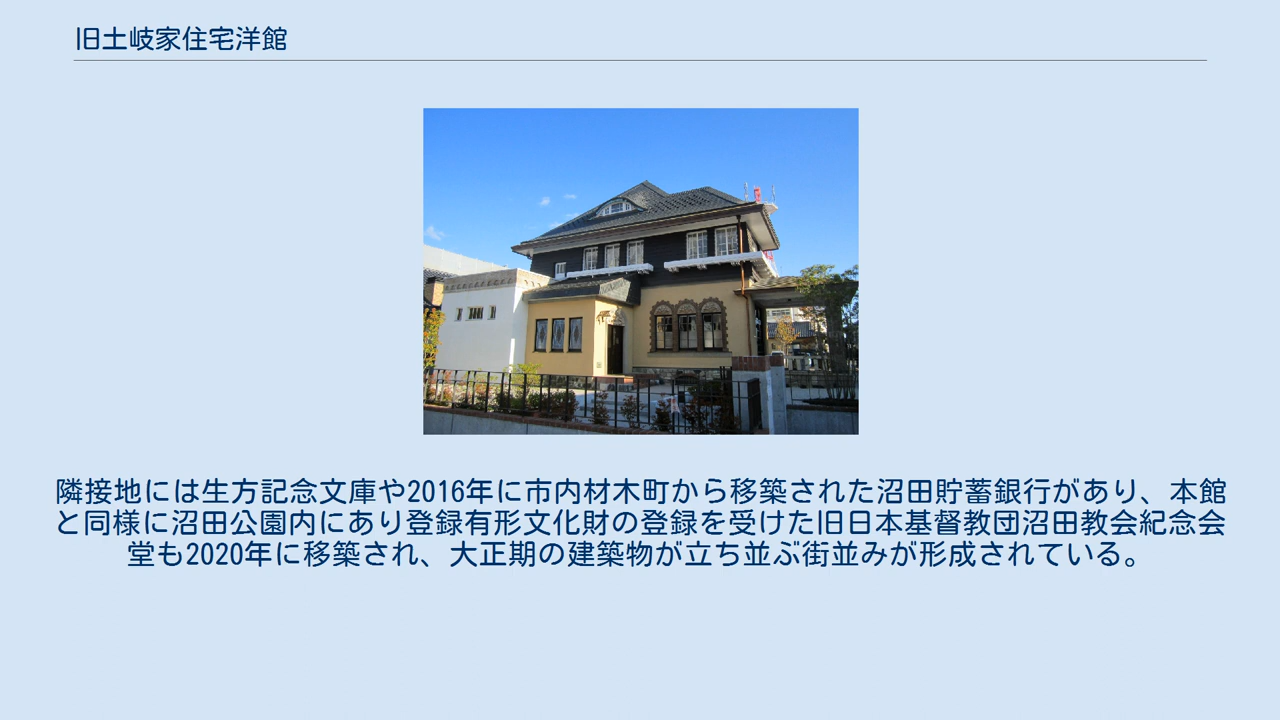 旧土岐家住宅洋館
隣接地には生方記念文庫や2016年に市内材木町から移築された沼田貯蓄銀行があり、本館
と同様に沼田公園内にあり登録有形文化財の登録を受けた旧日本基督教団沼田教会紀念会
堂も2020年に移築され、大正期の建築物が立ち並ぶ街並みが形成されている。